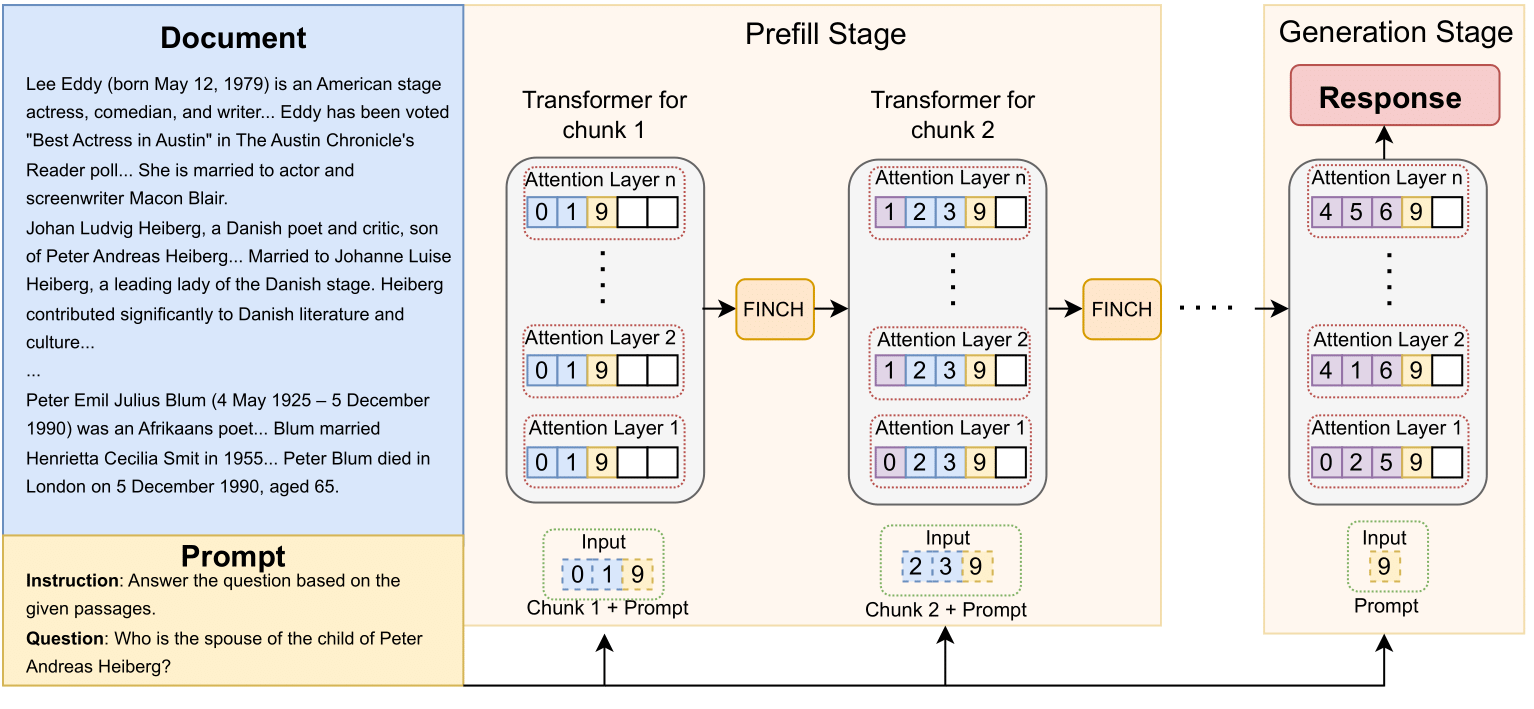 Document
Lee Eddy (born May 12, 1979) is an American stage
actress, comedian, and writer... Eddy has been voted
"Best Actress in Austin" in The Austin Chronicle's
Reader poll... She is married to actor and
screenwriter Macon Blair.
Johan Ludvig Heiberg, a Danish poet and critic, son
of Peter Andreas Heiberg... Married to Johanne Luise
Heiberg, a leading lady of the Danish stage. Heiberg
contributed significantly to Danish literature and
culture...
...
Peter Emil Julius Blum (4 May 1925 – 5 December
1990) was an Afrikaans poet... Blum married
Henrietta Cecilia Smit in 1955... Peter Blum died in
London on 5 December 1990, aged 65.
Prompt
Instruction: Answer the question based on the
given passages.
Question: Who is the spouse of the child of Peter
Andreas Heiberg?
Prefill Stage
Transformer for
chunk 1
Attention Layer n
0 1 9
Attention Layer 2
0 1 9
Attention Layer 1
0 1 9
Input
0 1 9
Chunk 1 + Prompt
FINCH
Transformer for
chunk 2
Attention Layer n
1 2 3 9
Attention Layer 2
1 2 3 9
Attention Layer 1
0 2 3 9
Input
2 3 9
Chunk 2 + Prompt
FINCH
Generation Stage
Response
Attention Layer n
4 5 6 9
Attention Layer 2
4 1 6 9
Attention Layer 1
0 2 5 9
Input
9
Prompt